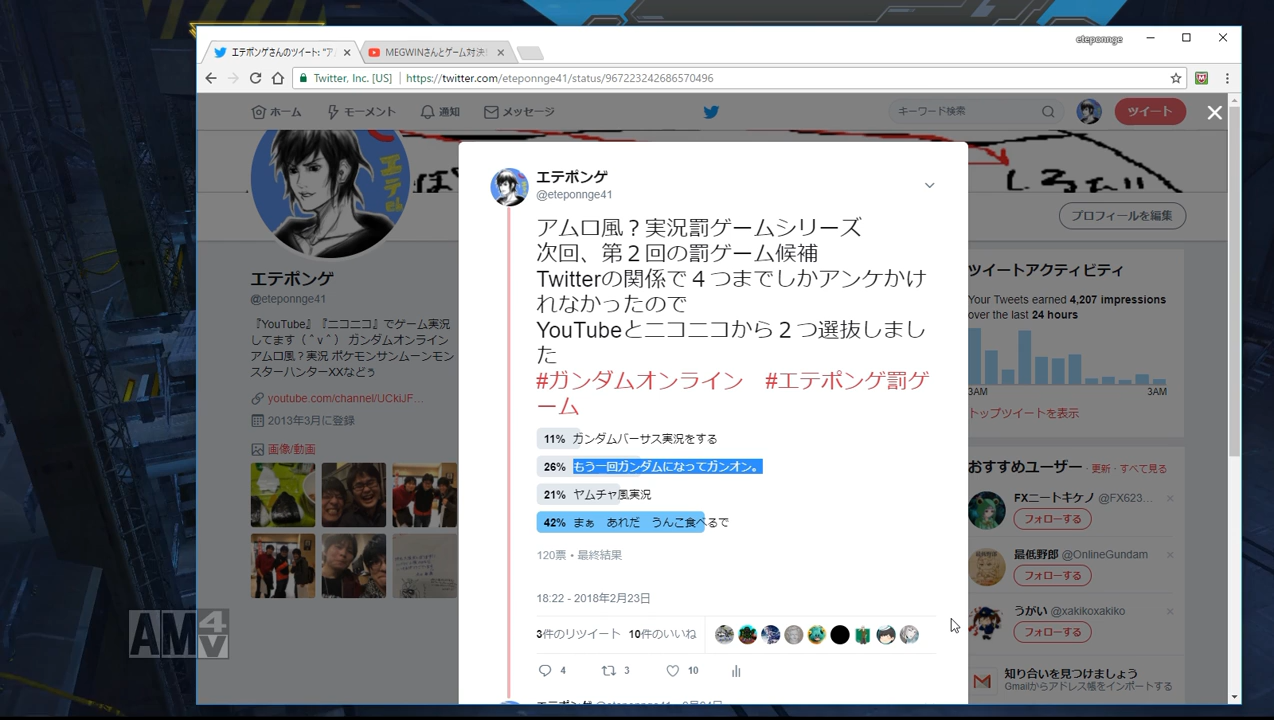 eteponnge
エテポンゲさんのツイート: "ア
MEGWINさんとゲーム対決
Twitter, Inc. [US]
https://twitter.com/eteponnge41/status/967223242686570496
ホーム
モーメント
通知
メッセージ
キーワード検索
ツイート
プロフィールを編集
エテポンゲ
@eteponnge41
『YouTube』『ニコニコ』でゲーム実況
してます（＾ｖ＾） ガンダムオンライン
アムロ風？実況 ポケモンサンムーンモン
スターハンターXXなどぅ
youtube.com/channel/UCkiJF...
2013年3月に登録
画像/動画
エテポンゲ
@eteponnge41
アムロ風？実況罰ゲームシリーズ
次回、第２回の罰ゲーム候補
Twitterの関係で４つまでしかアンケかけ
れなかったので
YouTubeとニコニコから２つ選抜しまし
た
#ガンダムオンライン　#エテポンゲ罰ゲ
ーム
11% ガンダムバーサス実況をする
26% もう一回ガンダムになってガンオン。
21% ヤムチャ風実況
42% まぁ　あれだ　うんこ食べるで
120票・最終結果
18:22 - 2018年2月23日
3件のリツイート 10件のいいね
4
3
10
ツイートアクティビティ
Your Tweets earned 4,207 impressions
over the last 24 hours
3AM
3AM
トップツイートを表示
おすすめユーザー・更新・すべて見る
FXニートキケノ @FX623...
フォローする
最低野郎 @OnlineGundam
フォローする
うがい @xakikoxakiko
フォローする
知り合いを見つけましょう
Gmailからアドレス帳をインポートする
AM4V